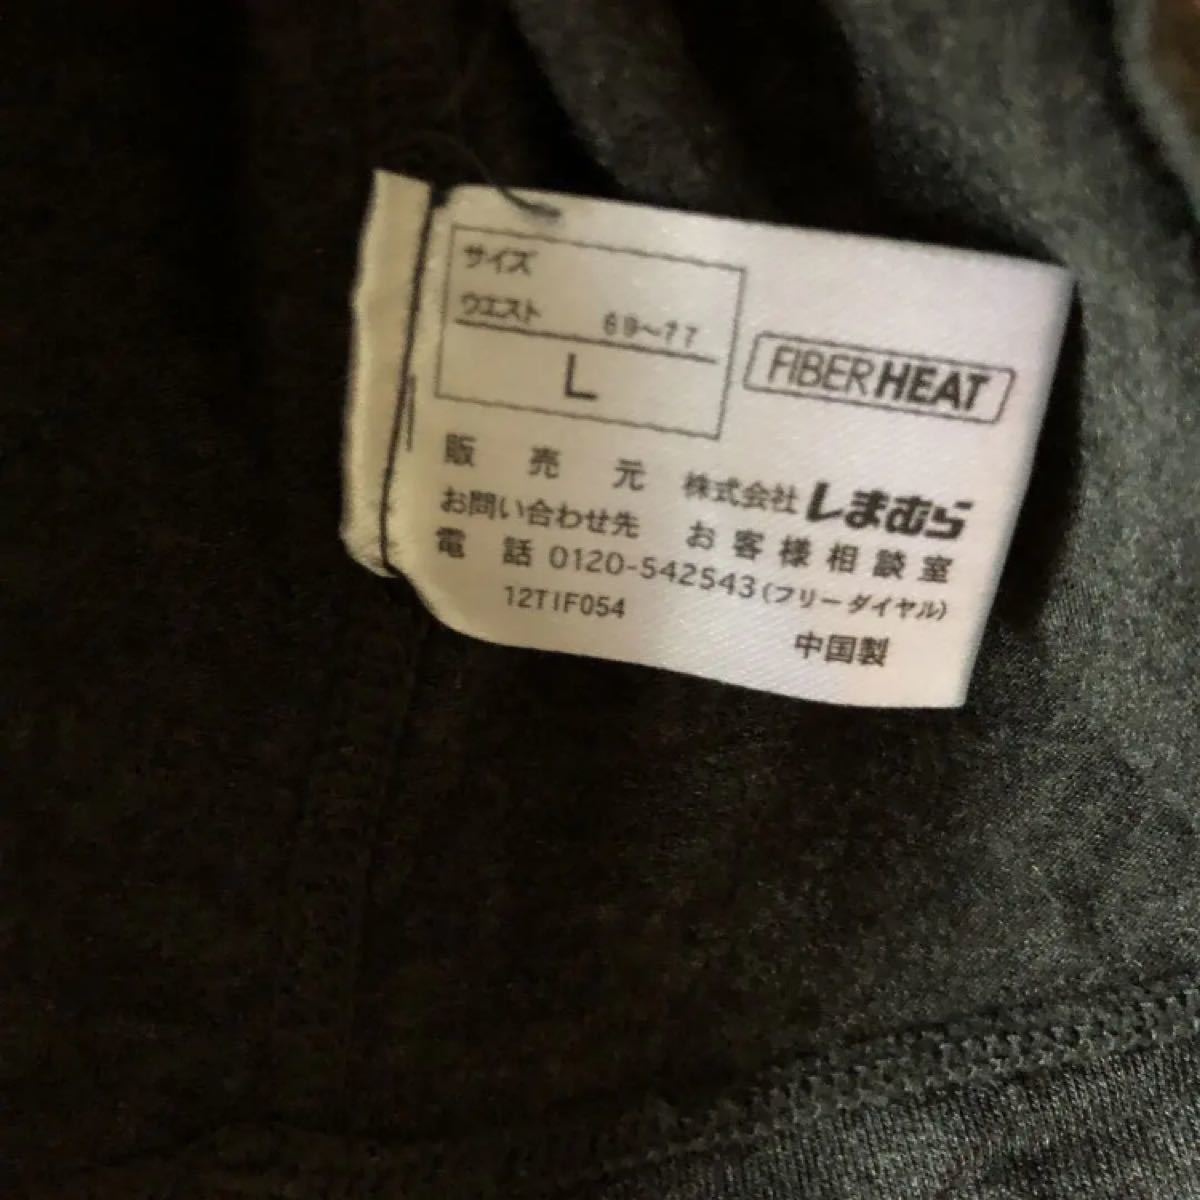 サイズ
ウエスト 69~77
L
FIBER HEAT
販売元 株式会社しまむら
お問い合わせ先 お客様相談室
電話 0120-542543(フリーダイヤル)
12TIF054
中国製